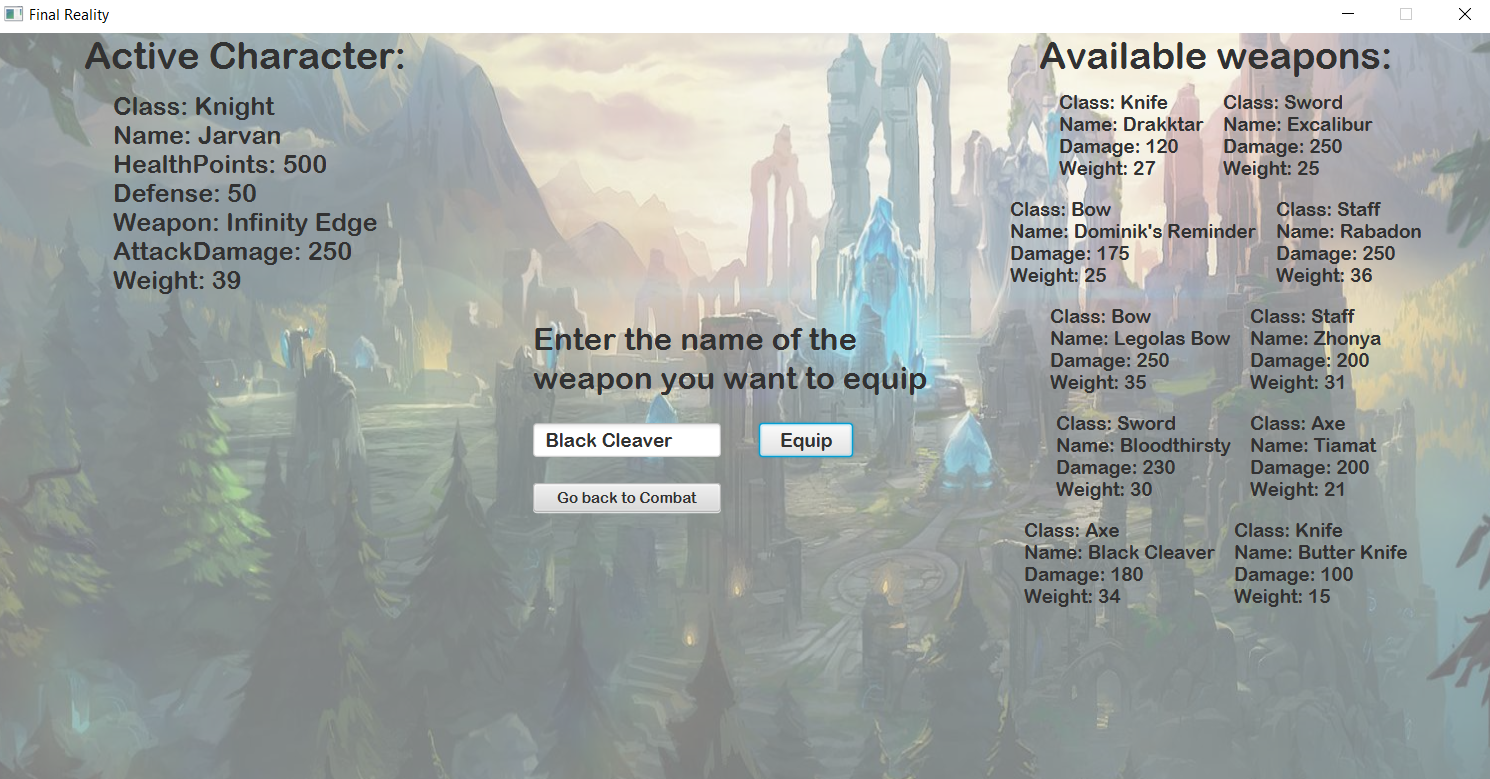 Final Reality
Active Character:
Class: Knight
Name: Jarvan
HealthPoints: 500
Defense: 50
Weapon: Infinity Edge
AttackDamage: 250
Weight: 39
Enter the name of the
weapon you want to equip
Black Cleaver
Equip
Go back to Combat
Available weapons:
Class: Knife
Name: Drakktar
Damage: 120
Weight: 27
Class: Sword
Name: Excalibur
Damage: 250
Weight: 25
Class: Bow
Name: Dominik's Reminder
Damage: 175
Weight: 25
Class: Staff
Name: Rabadon
Damage: 250
Weight: 36
Class: Bow
Name: Legolas Bow
Damage: 250
Weight: 35
Class: Staff
Name: Zhonya
Damage: 200
Weight: 31
Class: Sword
Name: Bloodthirsty
Damage: 230
Weight: 30
Class: Axe
Name: Tiamat
Damage: 200
Weight: 21
Class: Axe
Name: Black Cleaver
Damage: 180
Weight: 34
Class: Knife
Name: Butter Knife
Damage: 100
Weight: 15